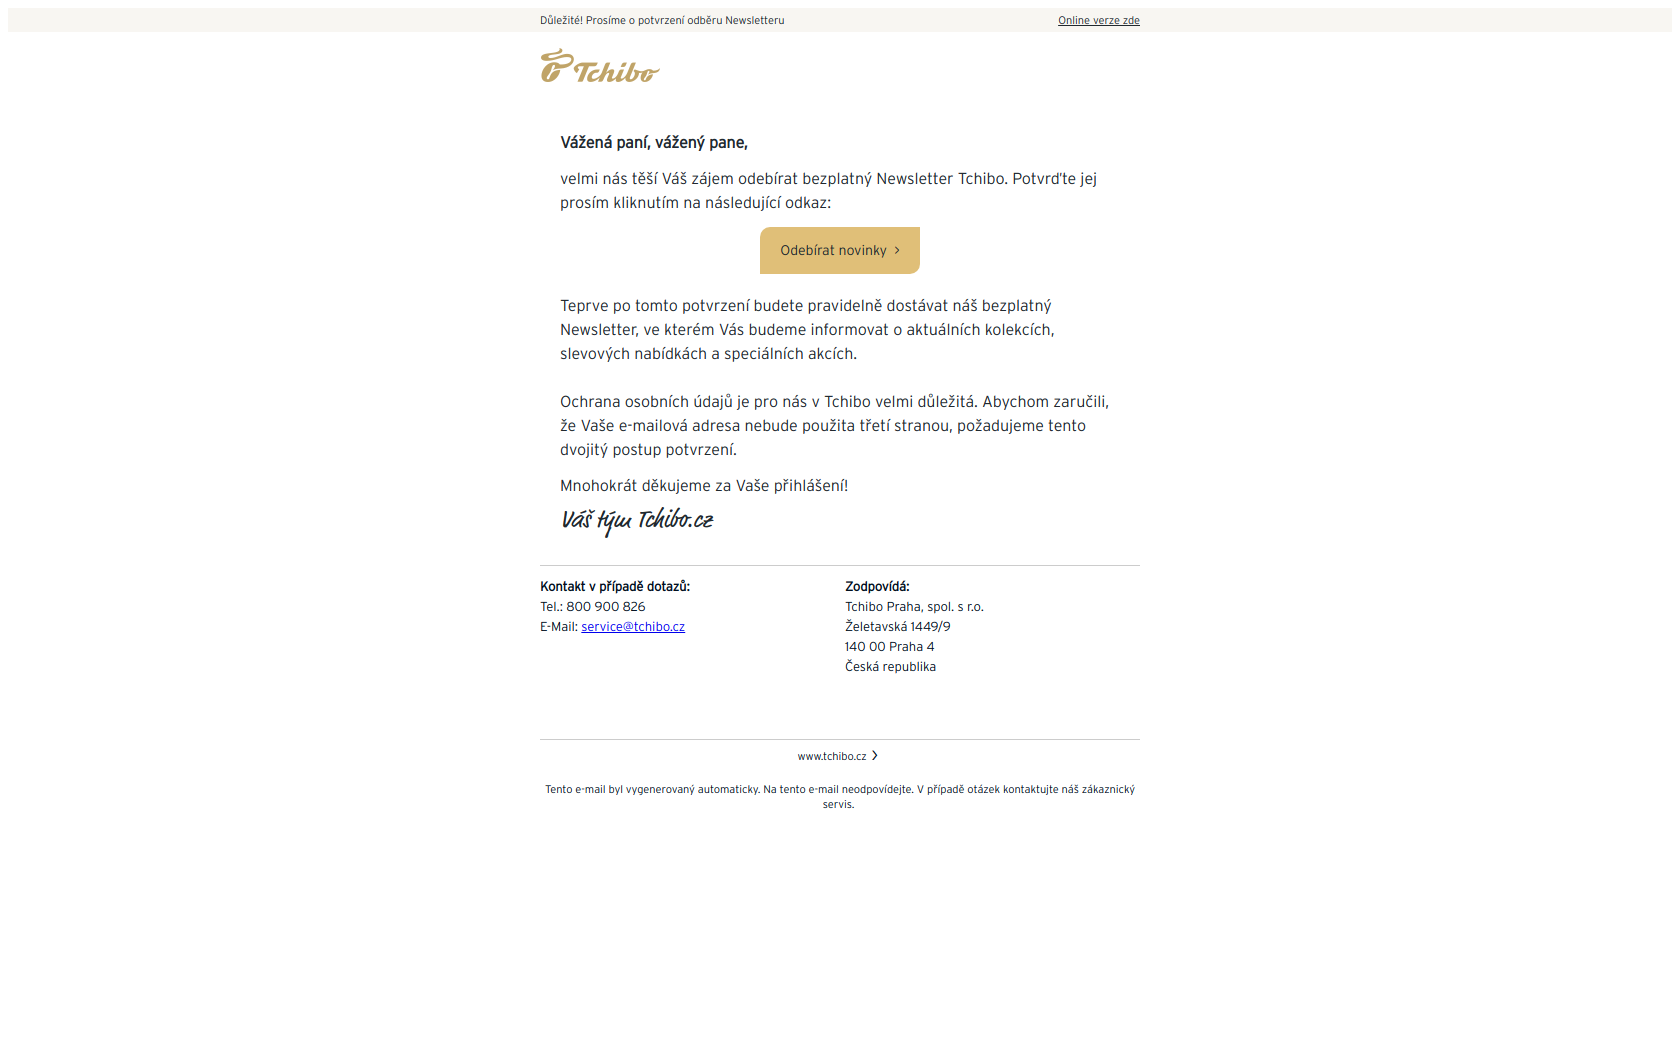 Důležité! Prosíme o potvrzení odběru Newsletteru
Online verze zde
Tchibo
Vážená paní, vážený pane,
velmi nás těší Váš zájem odebírat bezplatný Newsletter Tchibo. Potvrďte jej
prosím kliknutím na následující odkaz:
Odebírat novinky
Teprve po tomto potvrzení budete pravidelně dostávat náš bezplatný
Newsletter, ve kterém Vás budeme informovat o aktuálních kolekcích,
slevových nabídkách a speciálních akcích.
Ochrana osobních údajů je pro nás v Tchibo velmi důležitá. Abychom zaručili,
že Vaše e-mailová adresa nebude použita třetí stranou, požadujeme tento
dvojitý postup potvrzení.
Mnohokrát děkujeme za Vaše přihlášení!
Váš tým Tchibo.cz
Kontakt v případě dotazů:
Tel.: 800 900 826
E-Mail: service@tchibo.cz
Zodpovídá:
Tchibo Praha, spol. s r.o.
Želetavská 1449/9
140 00 Praha 4
Česká republika
www.tchibo.cz
Tento e-mail byl vygenerovaný automaticky. Na tento e-mail neodpovídejte. V případě otázek kontaktujte náš zákaznický
servis.